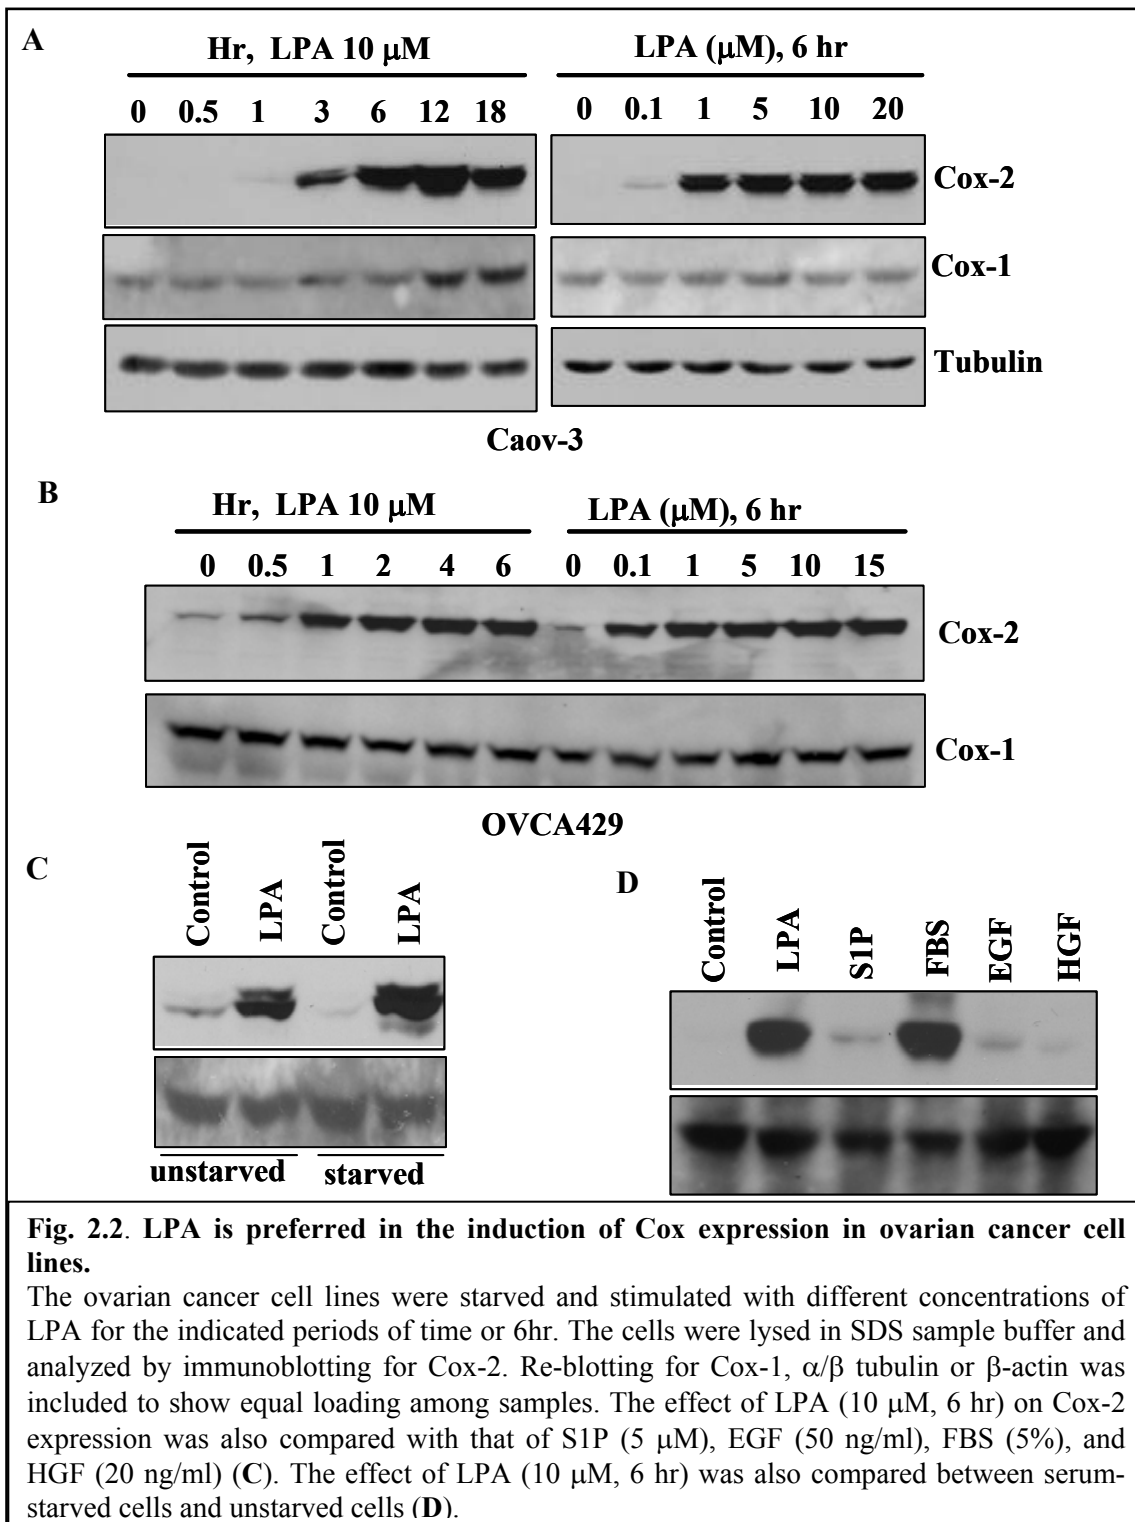 A
Hr, LPA 10 μM
LPA (μM), 6 hr
0 0.5 1 3 6 12 18
0 0.1 1 5 10 20
Cox-2
Cox-1
Tubulin
Caov-3
B
Hr, LPA 10 μM
LPA (μM), 6 hr
0 0.5 1 2 4 6 0 0.1 1 5 10 15
Cox-2
Cox-1
OVCA429
C
Control
LPA
Control
LPA
unstarved
starved
D
Control
LPA
S1P
FBS
EGF
HGF
Fig. 2.2. LPA is preferred in the induction of Cox expression in ovarian cancer cell
lines.
The ovarian cancer cell lines were starved and stimulated with different concentrations of
LPA for the indicated periods of time or 6hr. The cells were lysed in SDS sample buffer and
analyzed by immunoblotting for Cox-2. Re-blotting for Cox-1, α/β tubulin or β-actin was
included to show equal loading among samples. The effect of LPA (10 μM, 6 hr) on Cox-2
expression was also compared with that of S1P (5 μM), EGF (50 ng/ml), FBS (5%), and
HGF (20 ng/ml) (C). The effect of LPA (10 μM, 6 hr) was also compared between serum-
starved cells and unstarved cells (D).